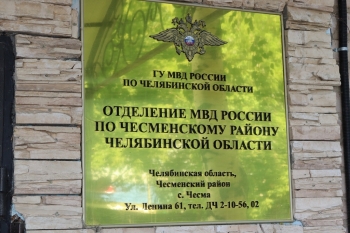 ГУ МВД РОССИИ
ПО ЧЕЛЯБИНСКОЙ ОБЛАСТИ
ОТДЕЛЕНИЕ МВД РОССИИ
ПО ЧЕСМЕНСКОМУ РАЙОНУ
ЧЕЛЯБИНСКОЙ ОБЛАСТИ
Челябинская область,
Чесменский район
с. Чесма
Ул. Ленина 61, тел. ДЧ 2-10-56, 02